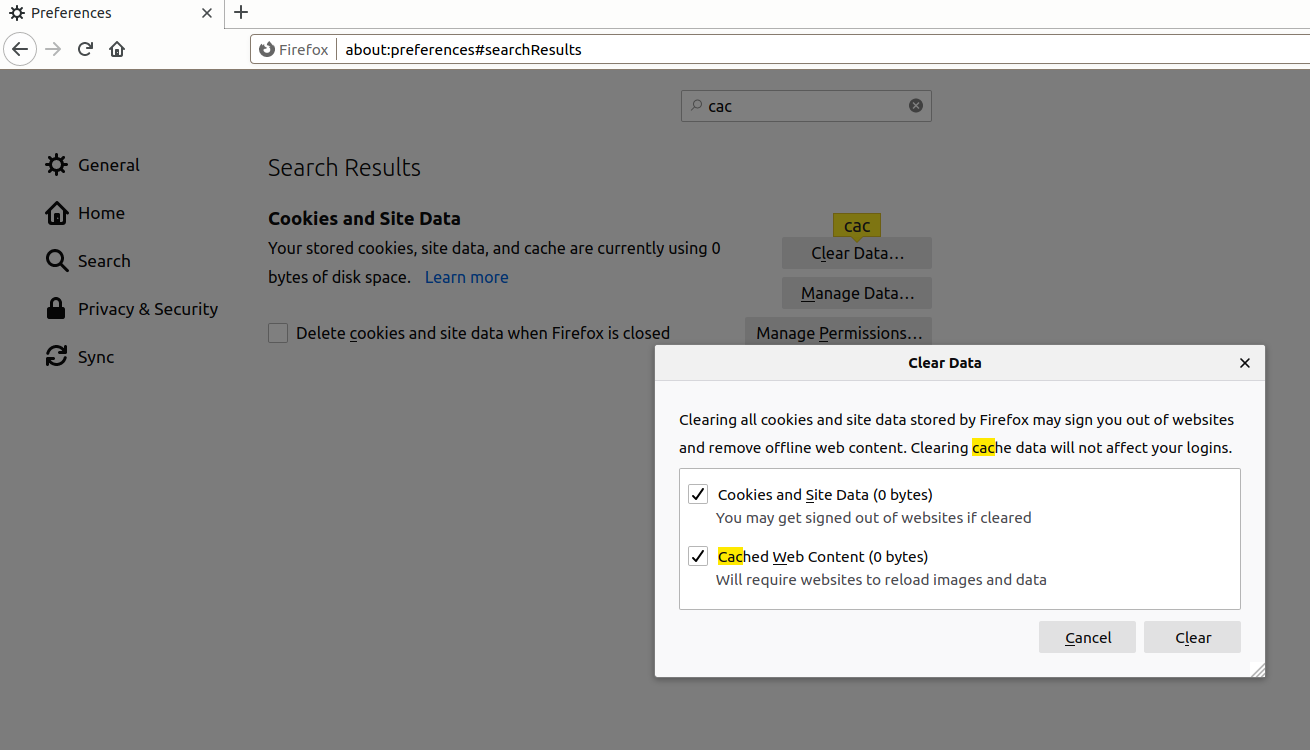 Preferences
Firefox about:preferences#searchResults
cac
General
Home
Search
Privacy & Security
Sync
Search Results
Cookies and Site Data
Your stored cookies, site data, and cache are currently using 0
bytes of disk space. Learn more
Delete cookies and site data when Firefox is closed
cac
Clear Data…
Manage Data…
Manage Permissions…
Clear Data
Clearing all cookies and site data stored by Firefox may sign you out of websites
and remove offline web content. Clearing cache data will not affect your logins.
Cookies and Site Data (0 bytes)
You may get signed out of websites if cleared
Cached Web Content (0 bytes)
Will require websites to reload images and data
Cancel
Clear